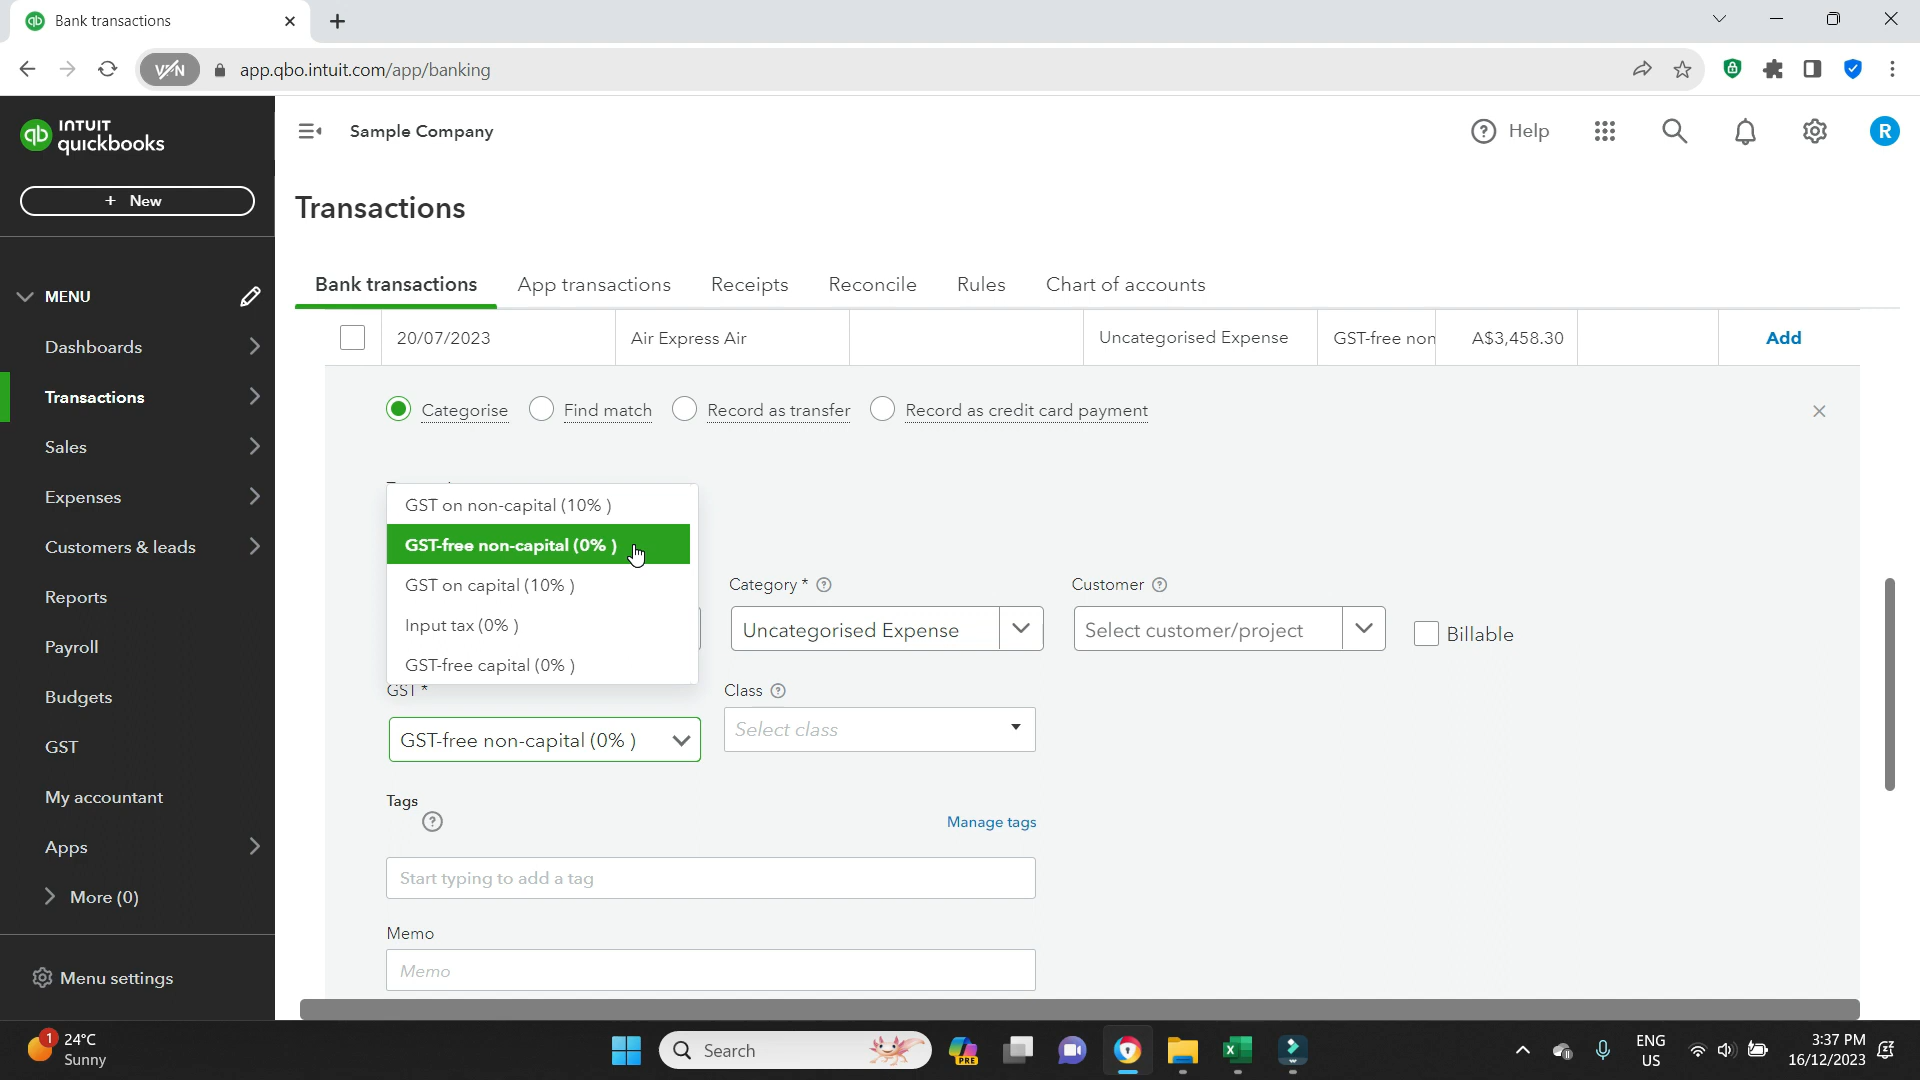 Bank transactions
VPN
app.qbo.intuit.com/app/banking
qb INTUIT quickbooks
Sample Company
Help
R
+ New
Transactions
MENU
Bank transactions App transactions Receipts Reconcile Rules Chart of accounts
20/07/2023 Air Express Air Uncategorised Expense GST-free non A$3,458.30 Add
Dashboards
Transactions
Sales
Expenses
Customers & leads
Reports
Payroll
Budgets
GST
My accountant
Apps
More (0)
Menu settings
Categorise Find match Record as transfer Record as credit card payment
GST on non-capital (10% )
GST-free non-capital (0% )
GST on capital (10% )
Input tax (0% )
GST-free capital (0% )
Category * ?
Customer ?
Uncategorised Expense
Select customer/project
Billable
GST *
Class ?
GST-free non-capital (0% )
Select class
Tags
?
Manage tags
Start typing to add a tag
Memo
Memo
1
24°C
Sunny
Search
PRE
ENG
US
3:37 PM
16/12/2023